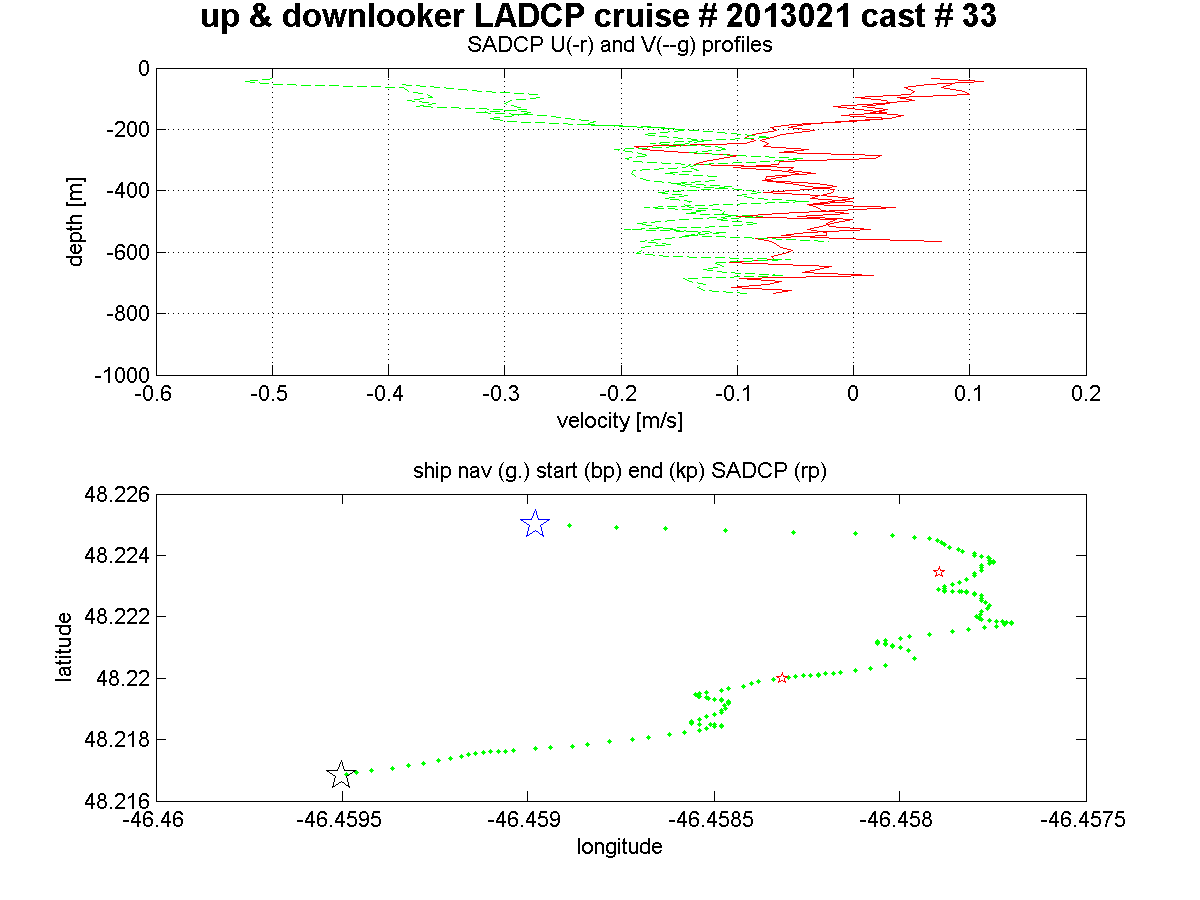 up & downlooker LADCP cruise # 2013021 cast # 33
SADCP U(-r) and V(--g) profiles
0
-200
-400
-600
-800
-1000
depth [m]
-0.6 -0.5 -0.4 -0.3 -0.2 -0.1 0 0.1 0.2
velocity [m/s]
ship nav (g.) start (bp) end (kp) SADCP (rp)
48.226
48.224
48.222
48.22
48.218
48.216
latitude
-46.46 -46.4595 -46.459 -46.4585 -46.458 -46.4575
longitude